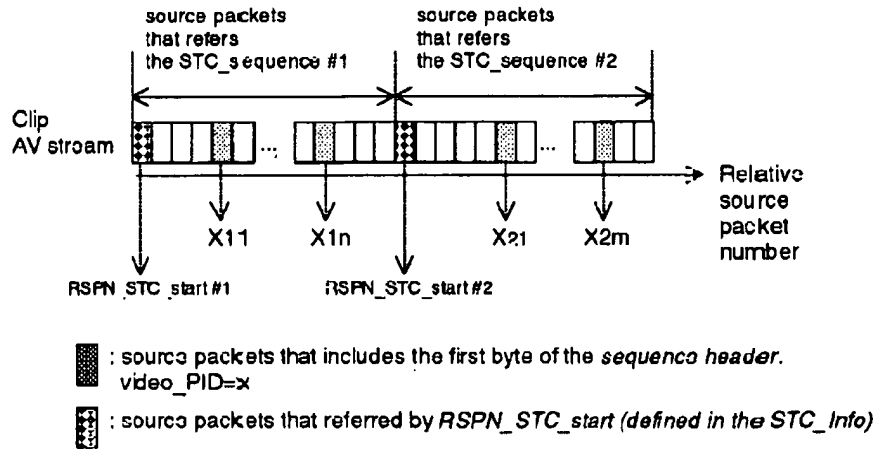 source packets
that refers
the STC_sequence #1
source packets
that refers
the STC_sequence #2
Clip
AV stream
...
...
Relative
source
packet
number
X11
X1n
X21
X2m
RSPN_STC_start#1
RSPN_STC_start#2
: source packets that includes the first byte of the sequence header.
video_PID=x
: source packets that referred by RSPN_STC_start (defined in the STC_Info)